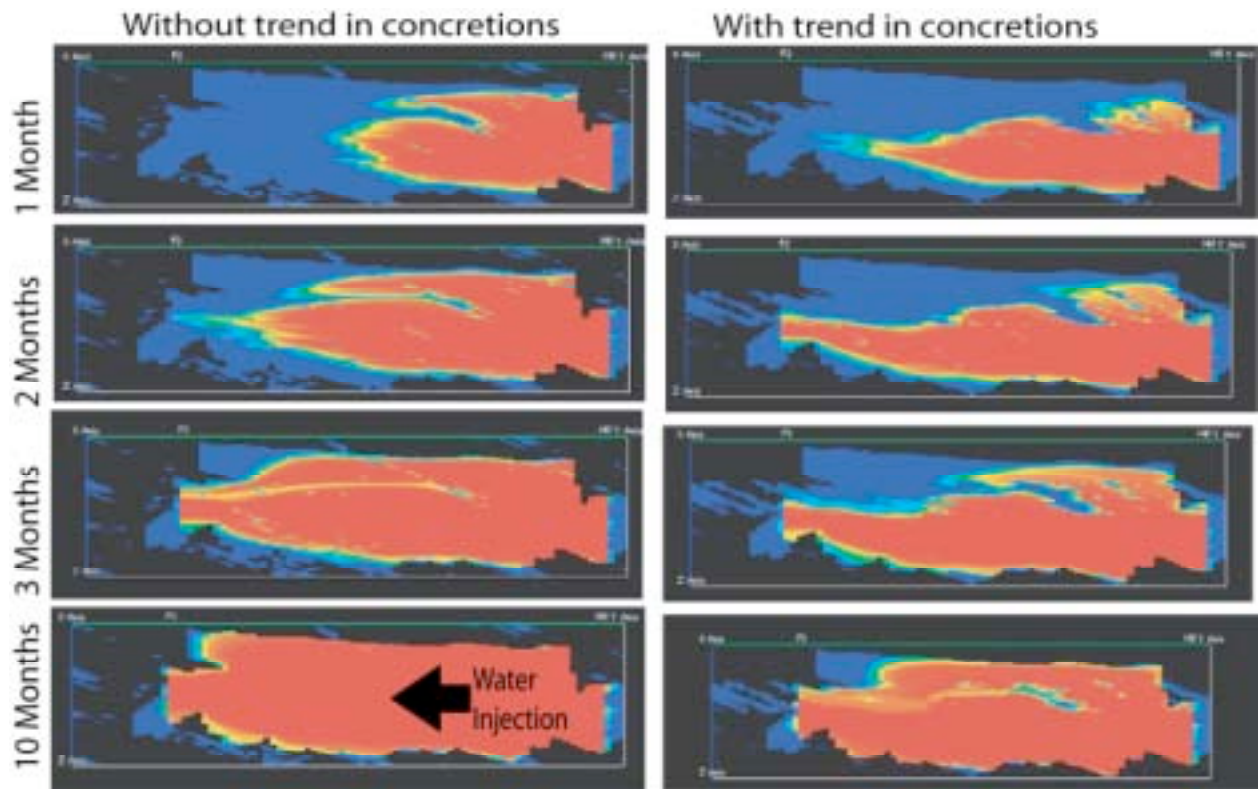 Without trend in concretions
With trend in concretions
1 Month
2 Months
3 Months
10 Months
Water
Injection